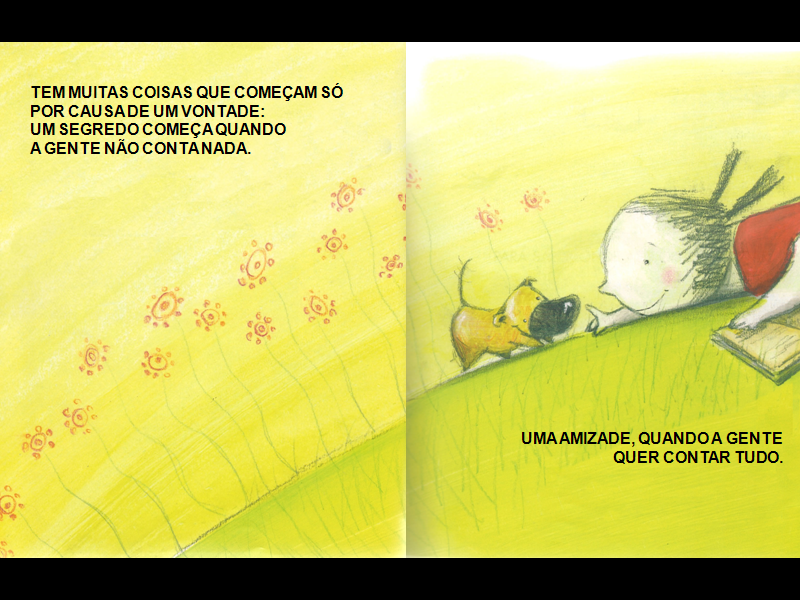 TEM MUITAS COISAS QUE COMEÇAM SÓ
POR CAUSA DE UM VONTADE:
UM SEGREDO COMEÇA QUANDO
A GENTE NÃO CONTA NADA.
UMA AMIZADE, QUANDO A GENTE
QUER CONTAR TUDO.